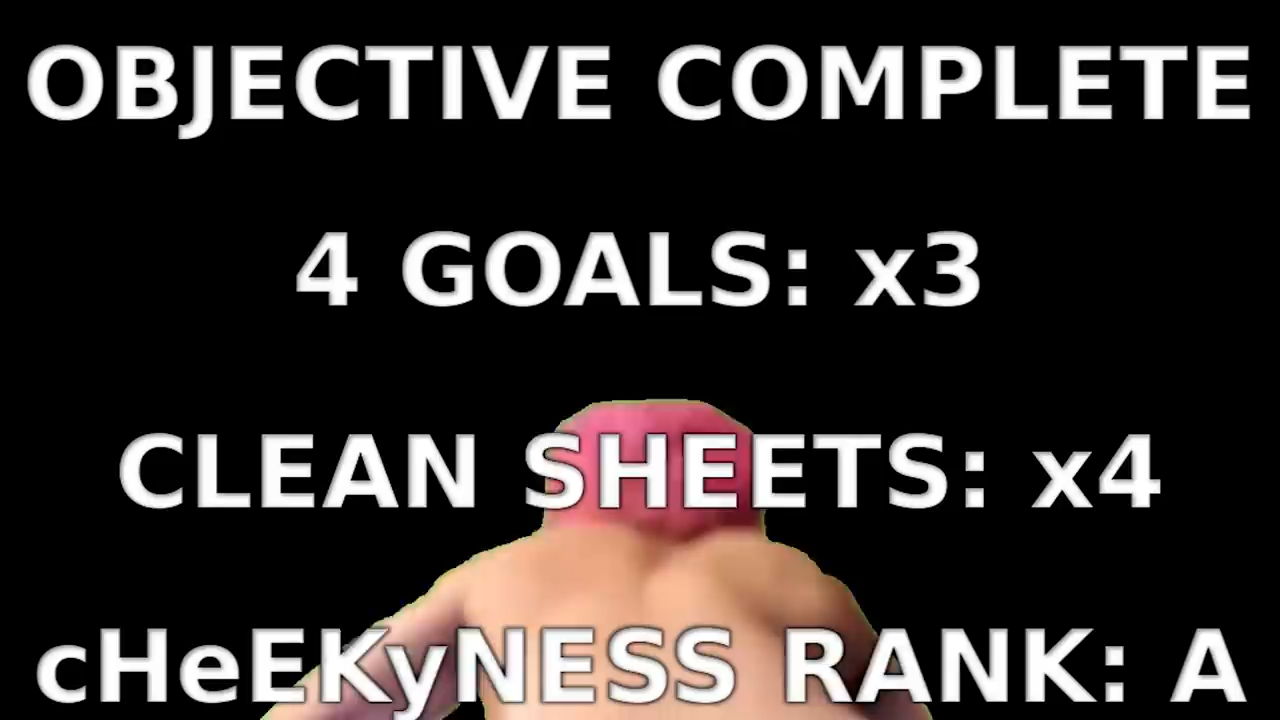 OBJECTIVE COMPLETE
4 GOALS: x3
CLEAN SHEETS: x4
cHeEKyNESS RANK: A